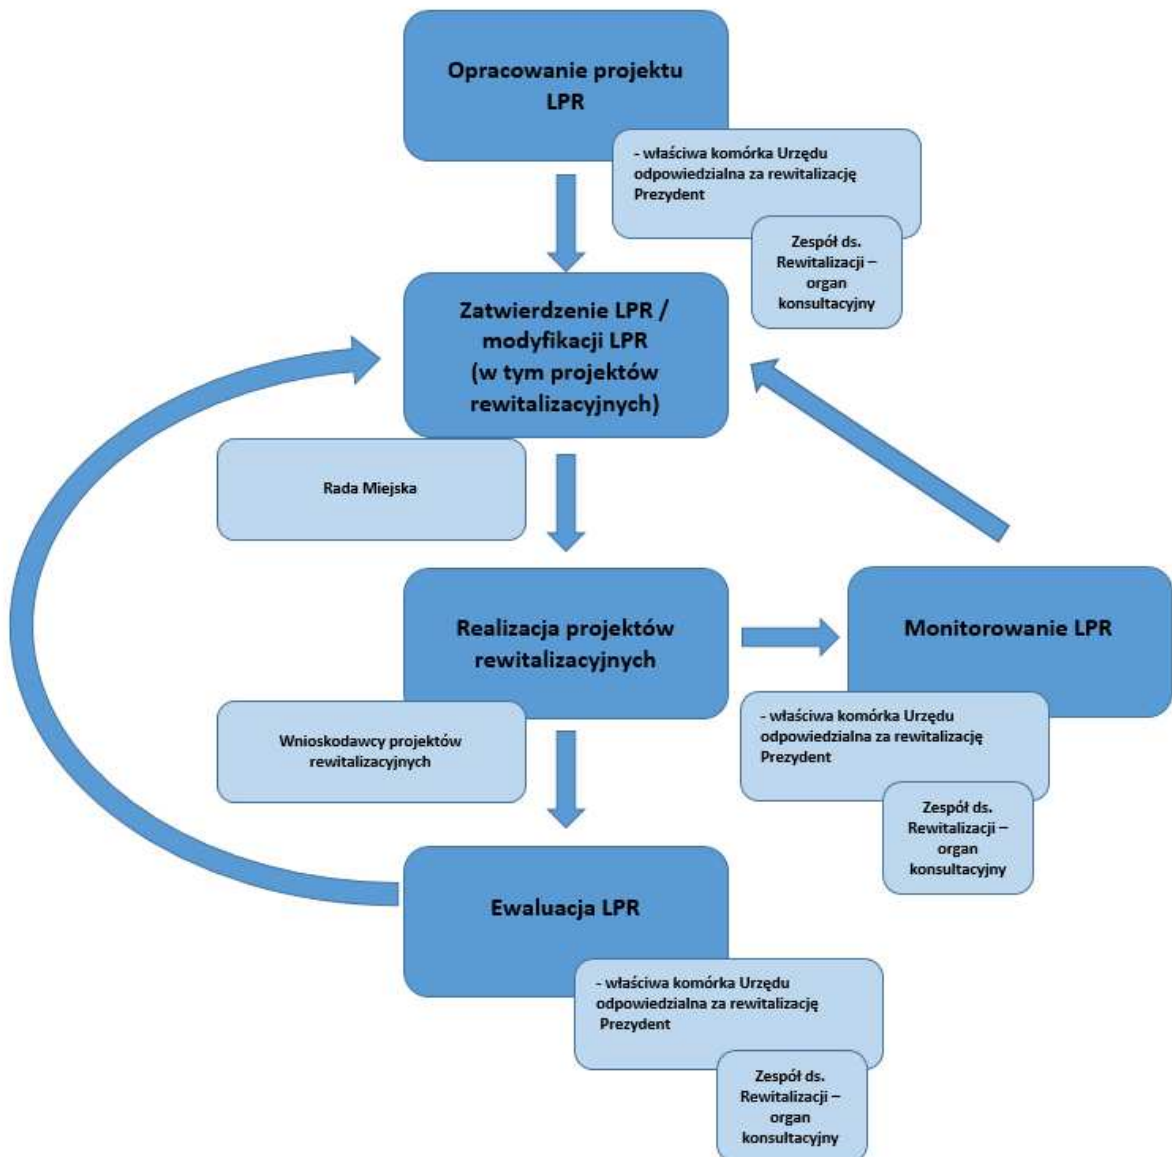 Opracowanie projektu
LPR
- właściwa komórka Urzędu
odpowiedzialna za rewitalizację
Prezydent
Zespół ds.
Rewitalizacji –
organ
konsultacyjny
Zatwierdzenie LPR /
modyfikacji LPR
(w tym projektów
rewitalizacyjnych)
Rada Miejska
Realizacja projektów
rewitalizacyjnych
Wnioskodawcy projektów
rewitalizacyjnych
Monitorowanie LPR
- właściwa komórka Urzędu
odpowiedzialna za rewitalizację
Prezydent
Zespół ds.
Rewitalizacji –
organ
konsultacyjny
Ewaluacja LPR
- właściwa komórka Urzędu
odpowiedzialna za rewitalizację
Prezydent
Zespół ds.
Rewitalizacji –
organ
konsultacyjny